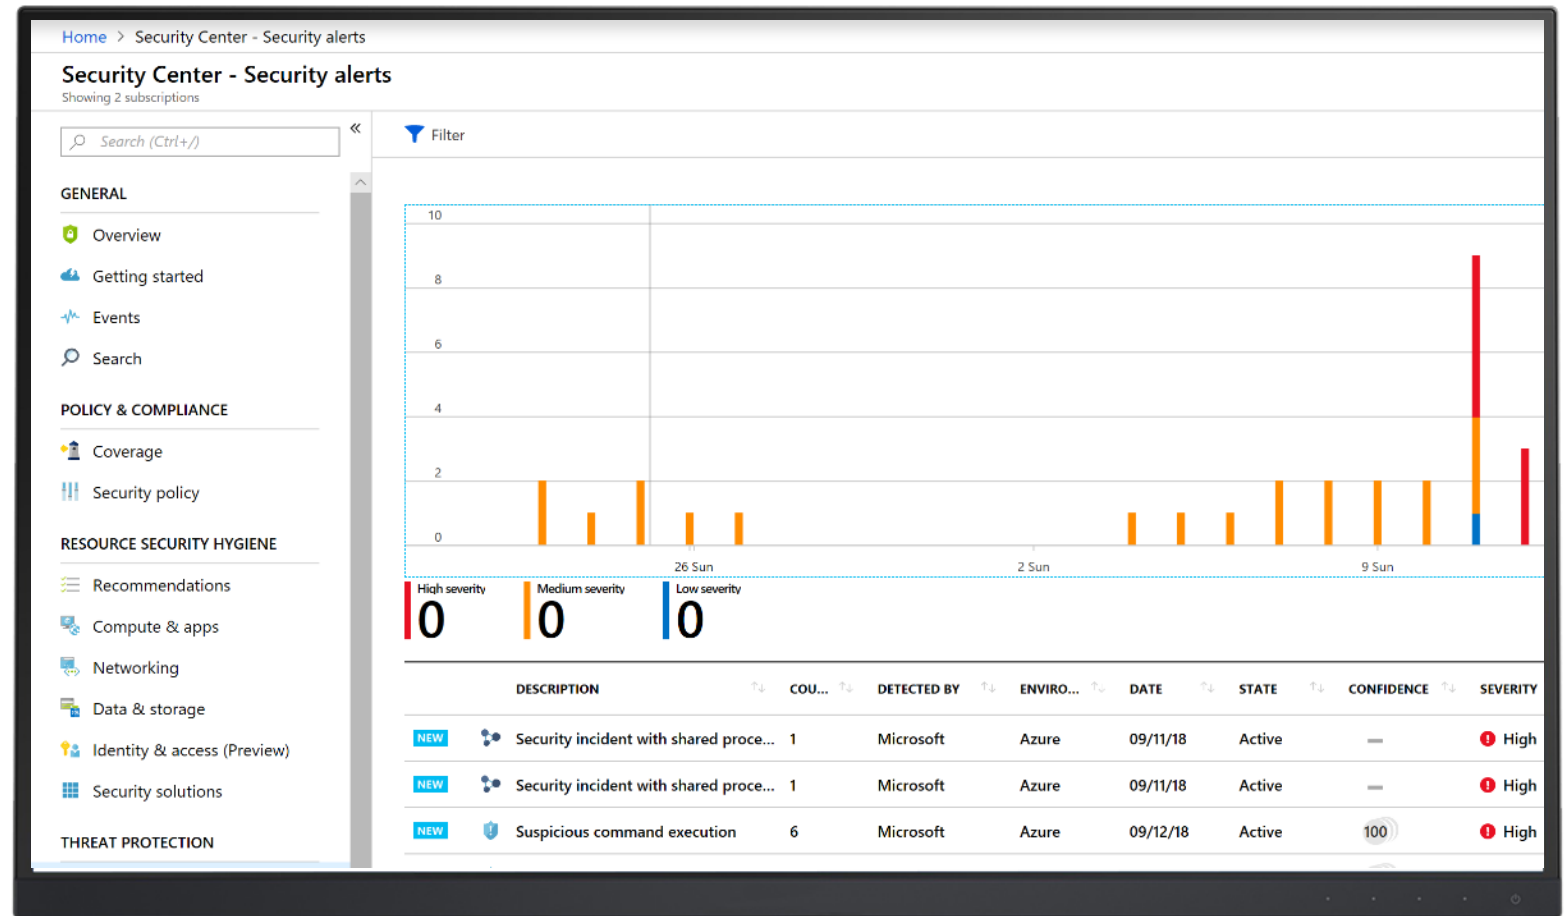 Home > Security Center - Security alerts
Security Center - Security alerts
Showing 2 subscriptions
Search (Ctrl+/)
«
GENERAL
Overview
Getting started
Events
Search
POLICY & COMPLIANCE
Coverage
Security policy
RESOURCE SECURITY HYGIENE
Recommendations
Compute & apps
Networking
Data & storage
Identity & access (Preview)
Security solutions
THREAT PROTECTION
Filter
10
8
6
4
2
0
26 Sun 2 Sun 9 Sun
High severity Medium severity Low severity
0 0 0
DESCRIPTION COU... DETECTED BY ENVIRO... DATE STATE CONFIDENCE SEVERITY
NEW Security incident with shared proce... 1 Microsoft Azure 09/11/18 Active — High
NEW Security incident with shared proce... 1 Microsoft Azure 09/11/18 Active — High
NEW Suspicious command execution 6 Microsoft Azure 09/12/18 Active 100 High